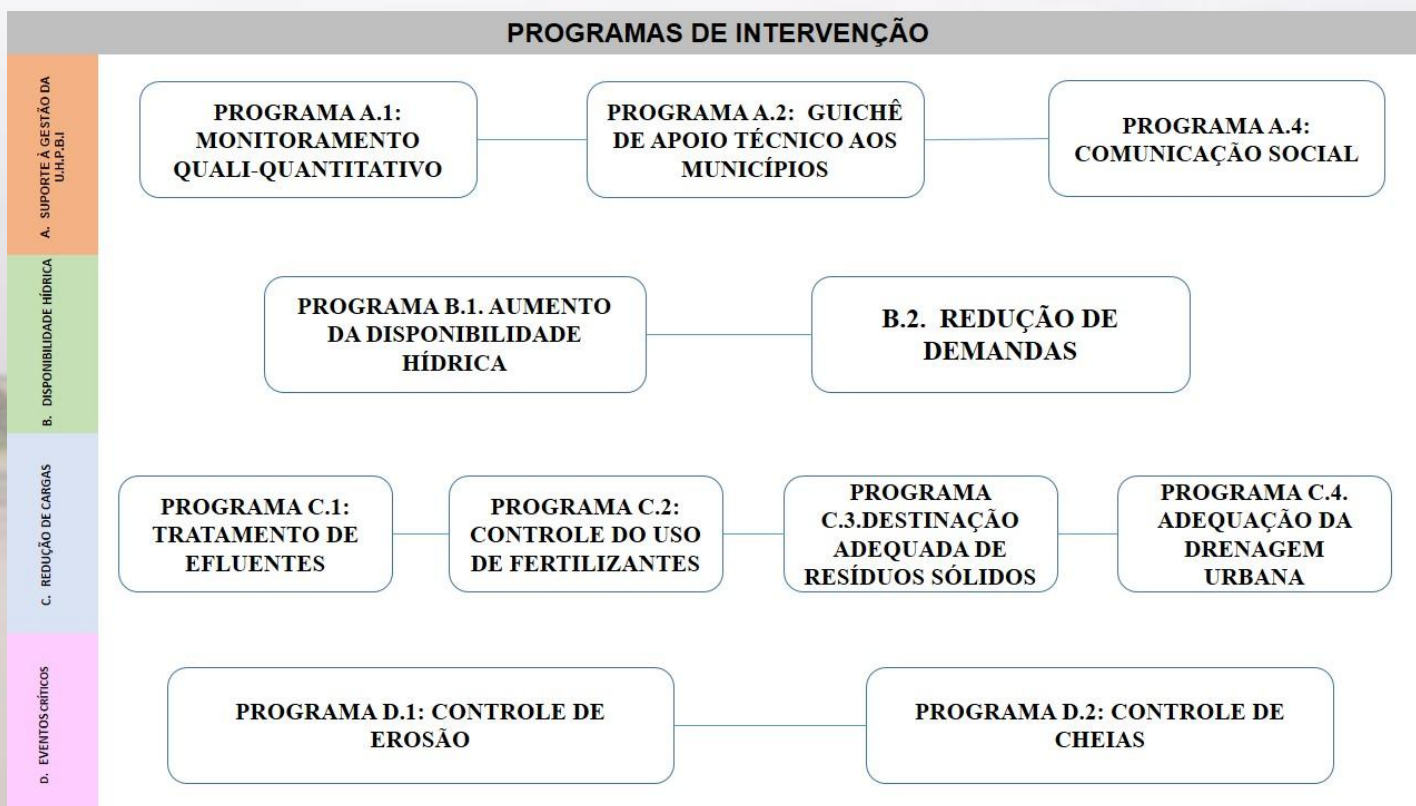 PROGRAMAS DE INTERVENÇÃO
A. SUPORTE À GESTÃO DA
U.H.P.B.I
PROGRAMA A.1:
MONITORAMENTO
QUALI-QUANTITATIVO
PROGRAMA A.2: GUICHÊ
DE APOIO TÉCNICO AOS
MUNICÍPIOS
PROGRAMA A.4:
COMUNICAÇÃO SOCIAL
B. DISPONIBILIDADE HÍDRICA
PROGRAMA B.1. AUMENTO
DA DISPONIBILIDADE
HÍDRICA
B.2. REDUÇÃO DE
DEMANDAS
C. REDUÇÃO DE CARGAS
PROGRAMA C.1:
TRATAMENTO DE
EFLUENTES
PROGRAMA C.2:
CONTROLE DO USO
DE FERTILIZANTES
PROGRAMA
C.3.DESTINAÇÃO
ADEQUADA DE
RESÍDUOS SÓLIDOS
PROGRAMA C.4.
ADEQUAÇÃO DA
DRENAGEM
URBANA
D. EVENTOS CRÍTICOS
PROGRAMA D.1: CONTROLE DE
EROSÃO
PROGRAMA D.2: CONTROLE DE
CHEIAS